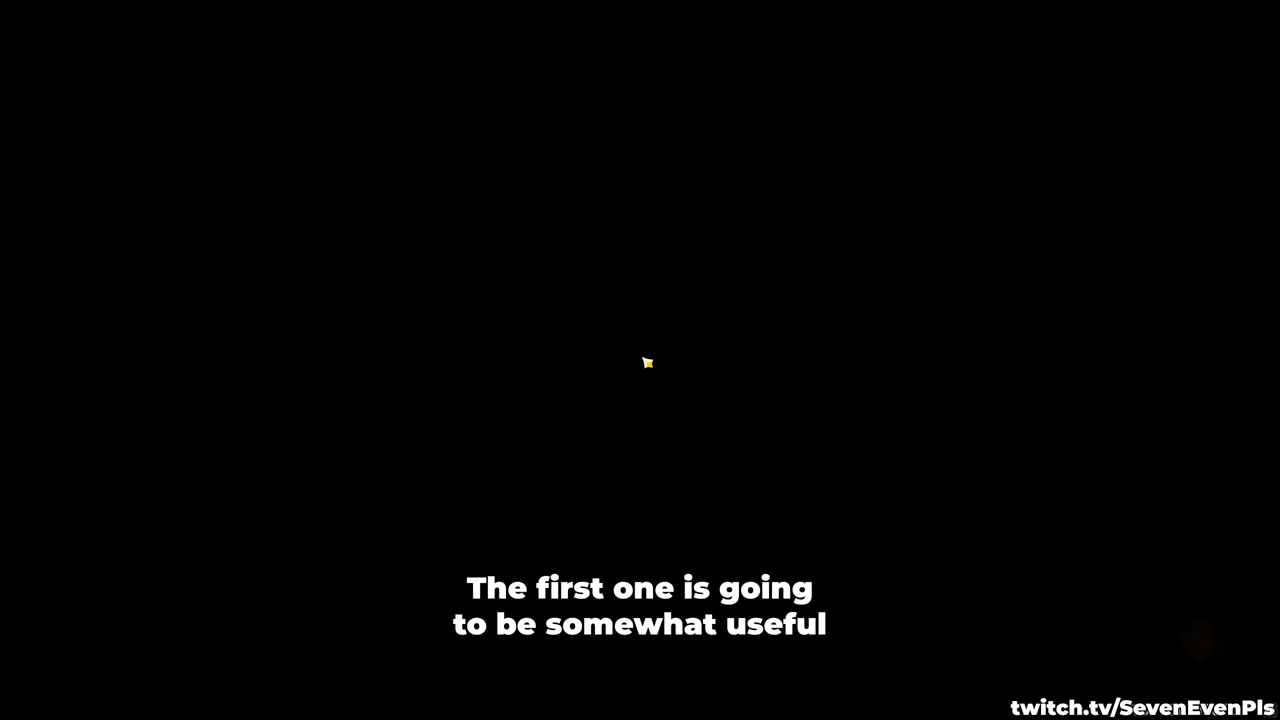 The first one is going
to be somewhat useful
twitch.tv/SevenEvenPls